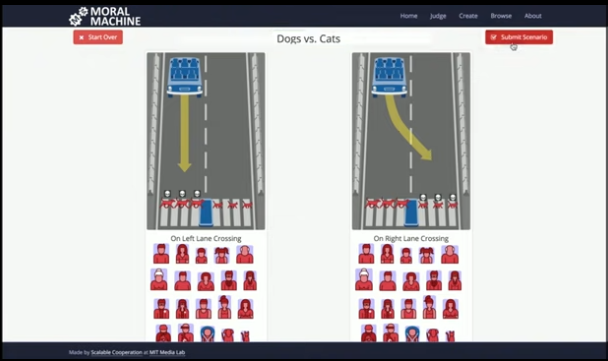 MORAL
MACHINE
Home Judge Create Browse About
Start Over
Dogs vs. Cats
Submit Scenario
On Left Lane Crossing
On Right Lane Crossing
Made by Scalable Cooperation at MIT Media Lab